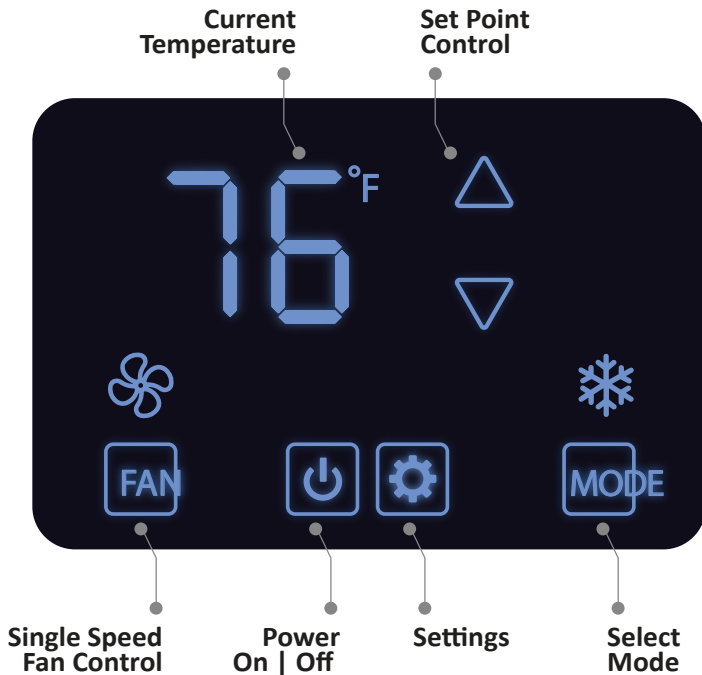 Current
Temperature
Set Point
Control
76°F
FAN
MODE
Single Speed
Fan Control
Power
On | Off
Settings
Select
Mode